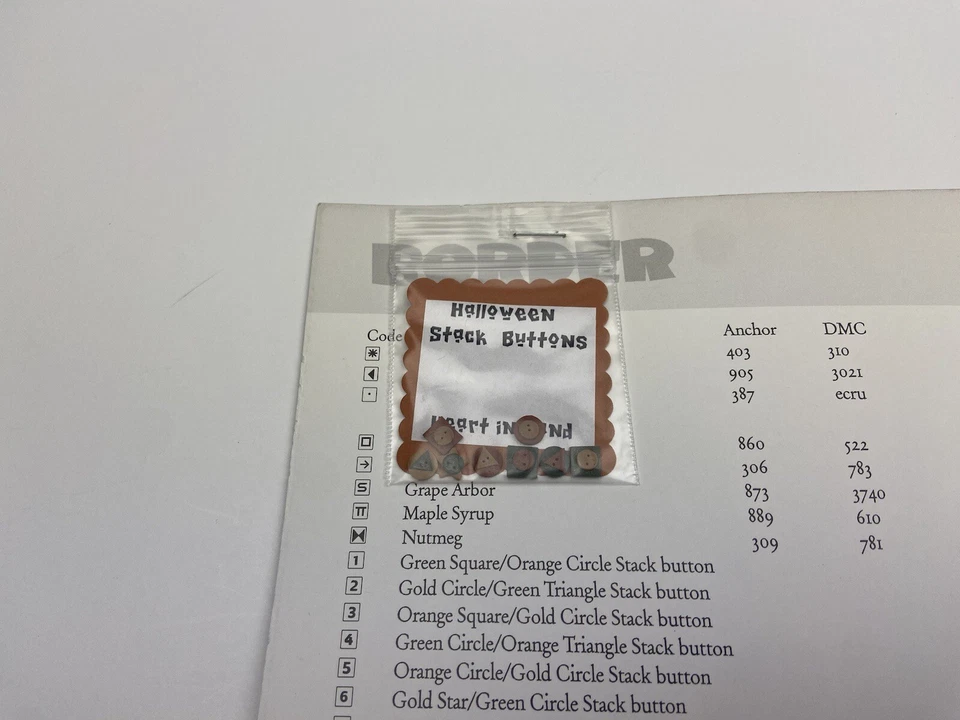 BORDER
Halloween
Stack Buttons
Heart in Hand
Code Anchor DMC
403 310
905 3021
387 ecru
860 522
306 783
S Grape Arbor 873 3740
π Maple Syrup 889 610
Nutmeg 309 781
1 Green Square/Orange Circle Stack button
2 Gold Circle/Green Triangle Stack button
3 Orange Square/Gold Circle Stack button
4 Green Circle/Orange Triangle Stack button
5 Orange Circle/Gold Circle Stack button
6 Gold Star/Green Circle Stack button